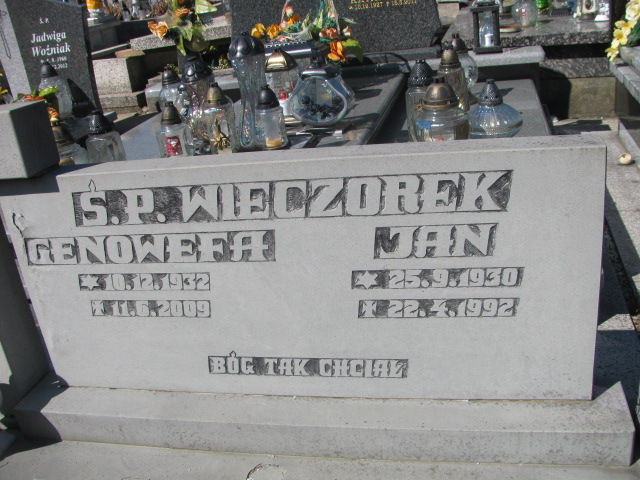 Ś.P.
Jadwiga
Woźniak
Ś.P. WIECZOREK
GENOWEFA
* 10.12.1932
* 11.6.2009
JAN
* 25.9.1930
* 22.4.1992
BÓG TAK CHCIAŁ